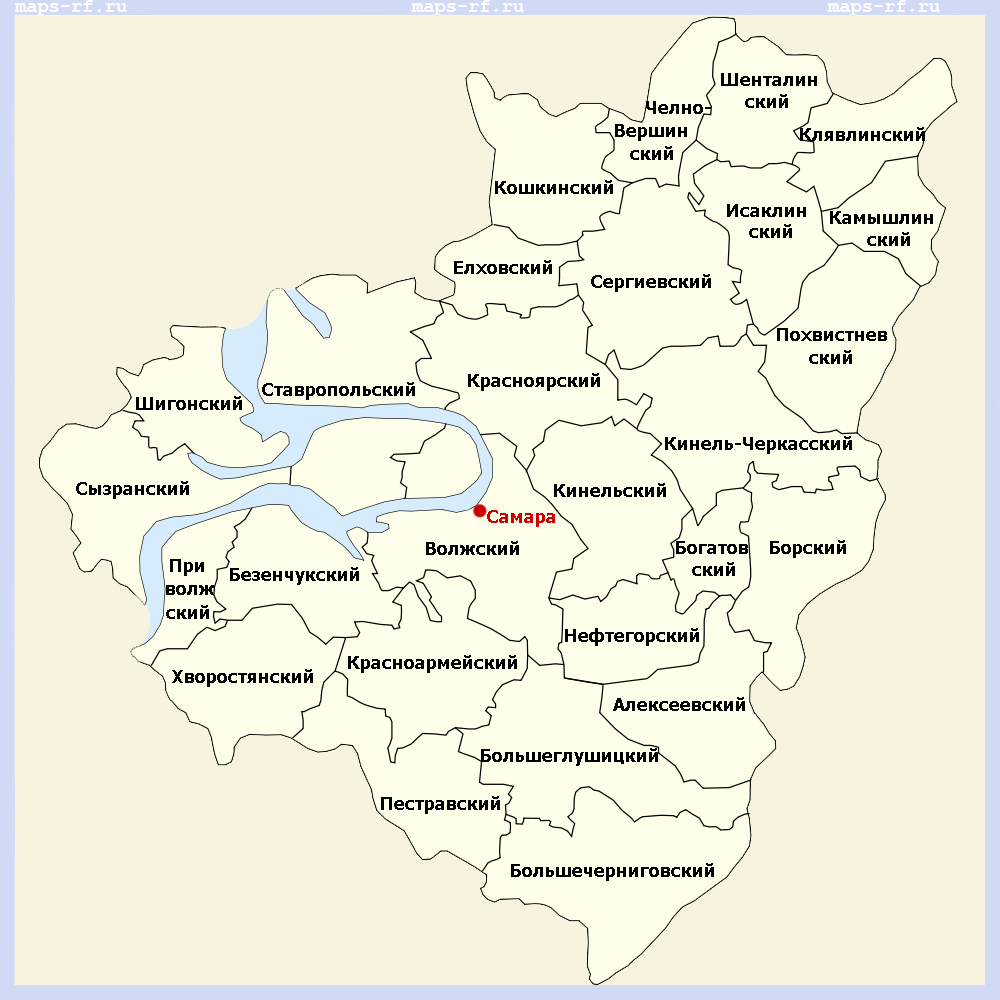 maps-rf.ru maps-rf.ru maps-rf.ru
Шенталин
ский
Челно-
Вершин
ский
Клявлинский
Кошкинский
Исаклин
ский
Камышлин
ский
Елховский
Сергиевский
Похвистнев
ский
Красноярский
Ставропольский
Шигонский
Кинель-Черкасский
Сызранский
Кинельский
Самара
Волжский
Богатов
ский
Борский
При
волж
ский
Безенчукский
Нефтегорский
Красноармейский
Хворостянский
Алексеевский
Большеглушицкий
Пестравский
Большечерниговский